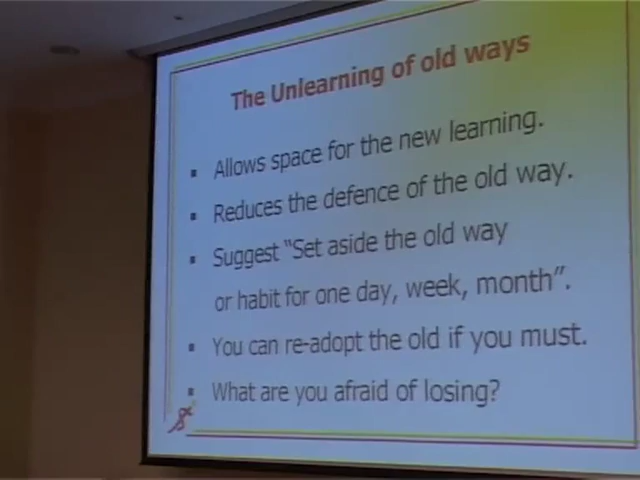 The Unlearning of old ways
▪ Allows space for the new learning.
▪ Reduces the defence of the old way.
▪ Suggest “Set aside the old way
or habit for one day, week, month”.
▪ You can re-adopt the old if you must.
▪ What are you afraid of losing?